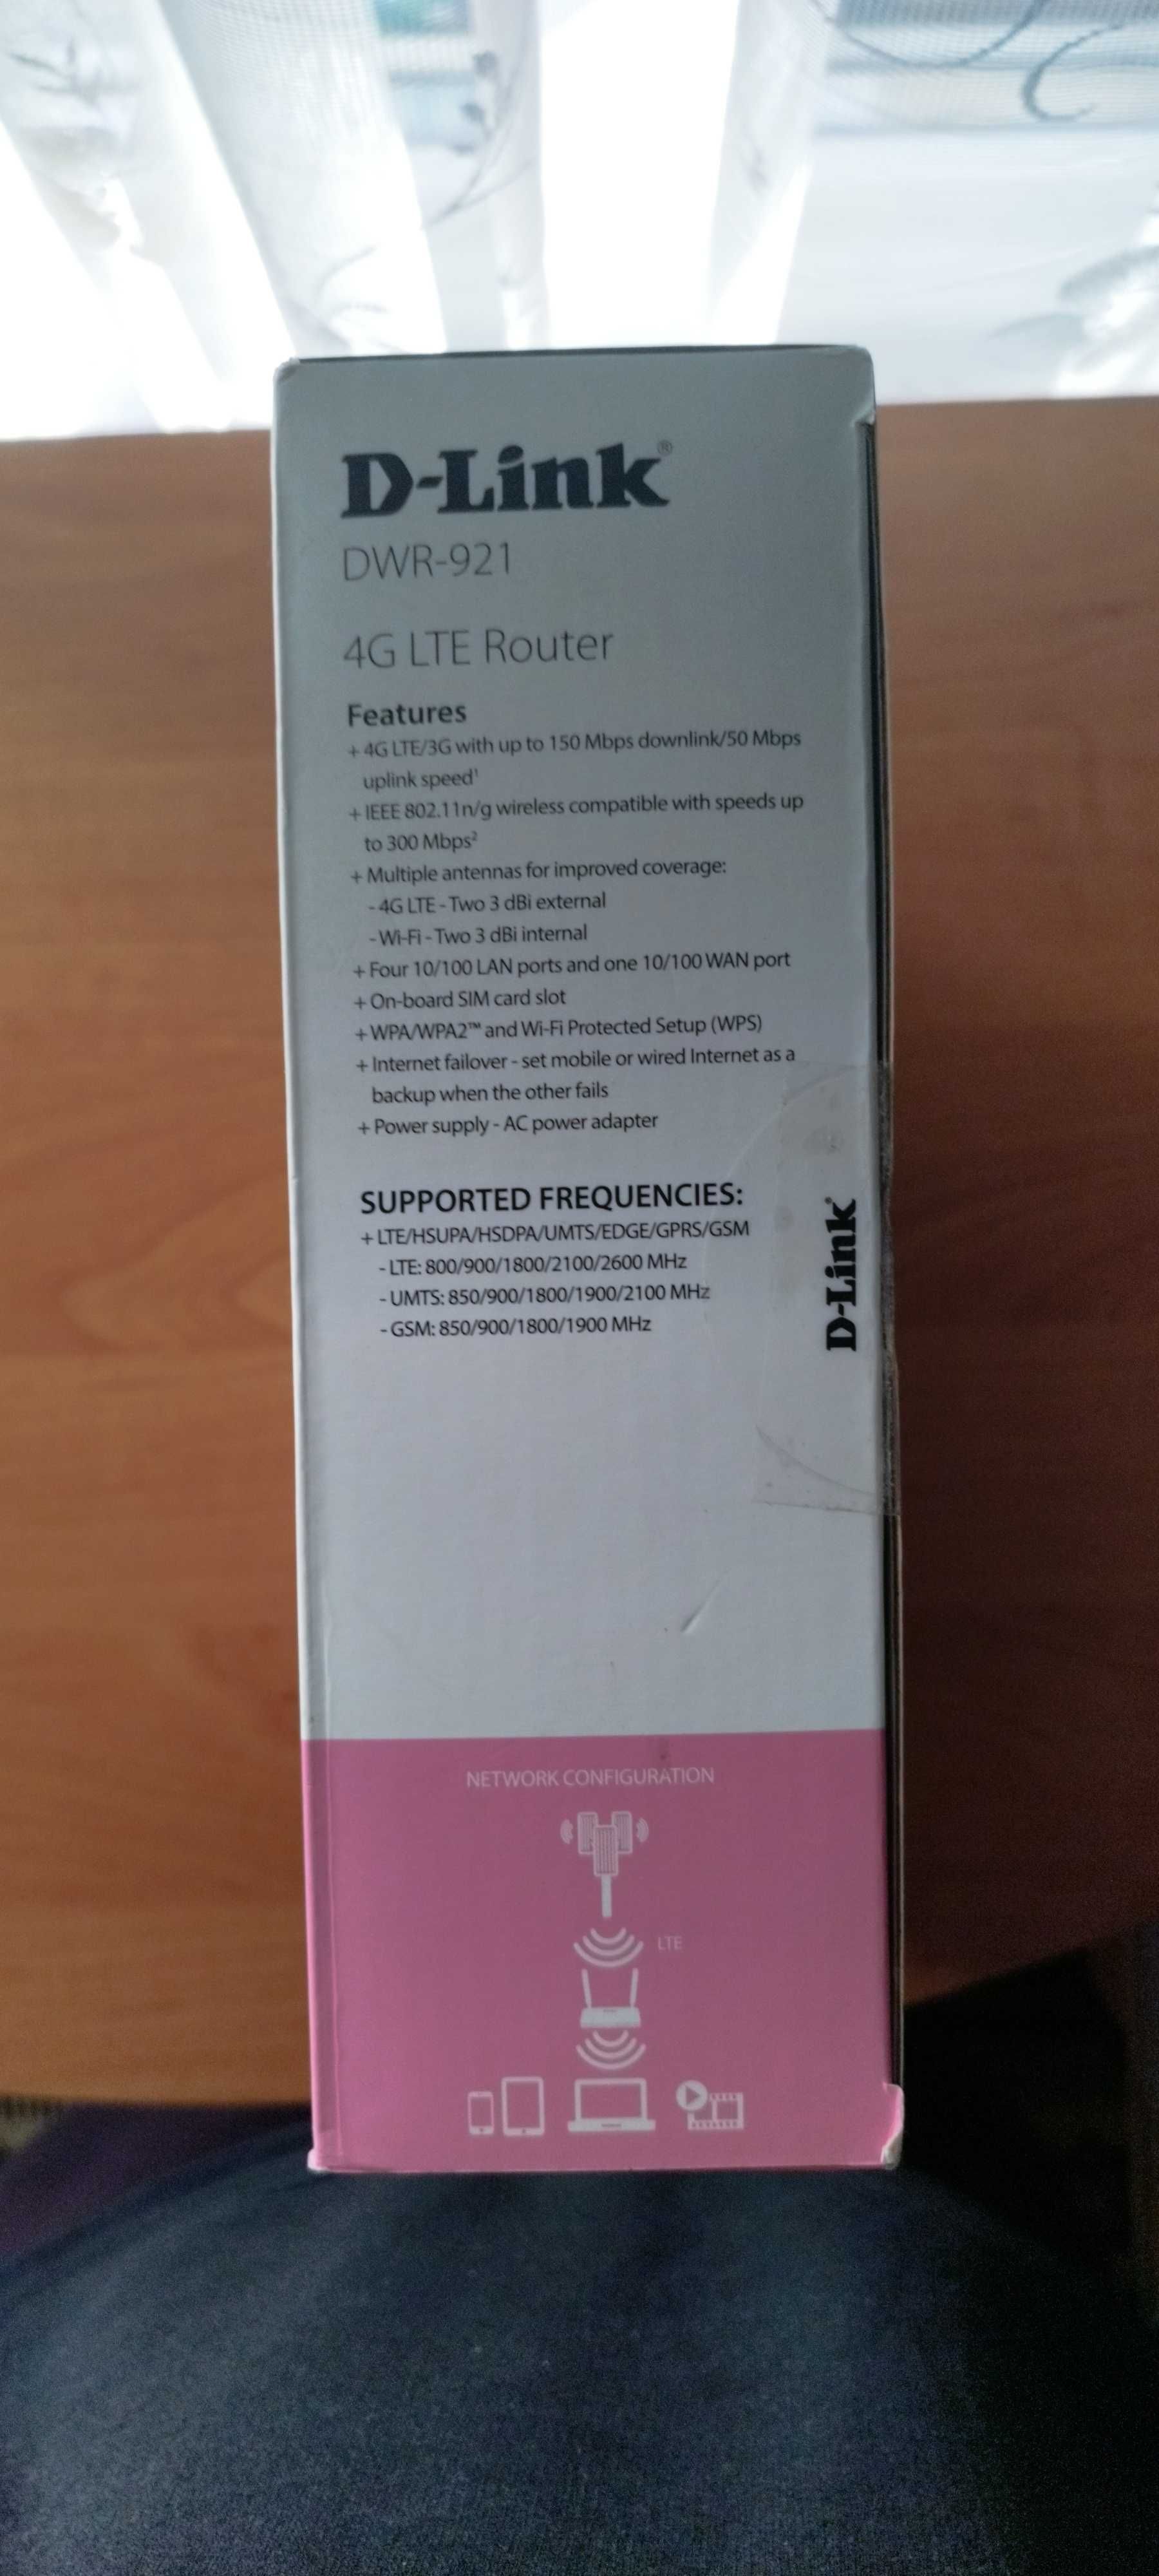 D-Link®
DWR-921
4G LTE Router
Features
+ 4G LTE/3G with up to 150 Mbps downlink/50 Mbps
uplink speed¹
+ IEEE 802.11n/g wireless compatible with speeds up
to 300 Mbps²
+ Multiple antennas for improved coverage:
- 4G LTE - Two 3 dBi external
- Wi-Fi - Two 3 dBi internal
+ Four 10/100 LAN ports and one 10/100 WAN port
+ On-board SIM card slot
+ WPA/WPA2™ and Wi-Fi Protected Setup (WPS)
+ Internet failover - set mobile or wired Internet as a
backup when the other fails
+ Power supply - AC power adapter
SUPPORTED FREQUENCIES:
+ LTE/HSUPA/HSDPA/UMTS/EDGE/GPRS/GSM
- LTE: 800/900/1800/2100/2600 MHz
- UMTS: 850/900/1800/1900/2100 MHz
- GSM: 850/900/1800/1900 MHz
D-Link®
NETWORK CONFIGURATION
LTE